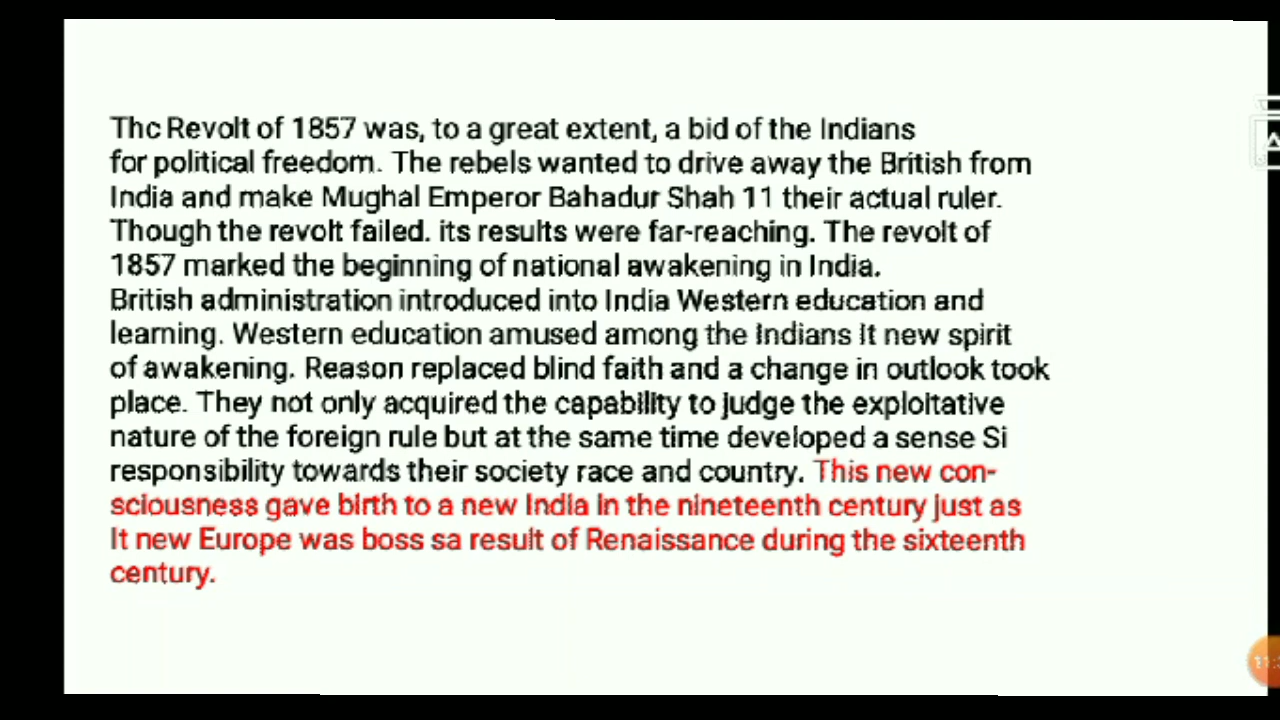 Thc Revolt of 1857 was, to a great extent, a bid of the Indians
for political freedom. The rebels wanted to drive away the British from
India and make Mughal Emperor Bahadur Shah 11 their actual ruler.
Though the revolt failed. its results were far-reaching. The revolt of
1857 marked the beginning of national awakening in India.
British administration introduced into India Western education and
learning. Western education amused among the Indians It new spirit
of awakening. Reason replaced blind faith and a change in outlook took
place. They not only acquired the capability to judge the exploitative
nature of the foreign rule but at the same time developed a sense Si
responsibility towards their society race and country. This new con-
sciousness gave birth to a new India in the nineteenth century just as
It new Europe was boss sa result of Renaissance during the sixteenth
century.